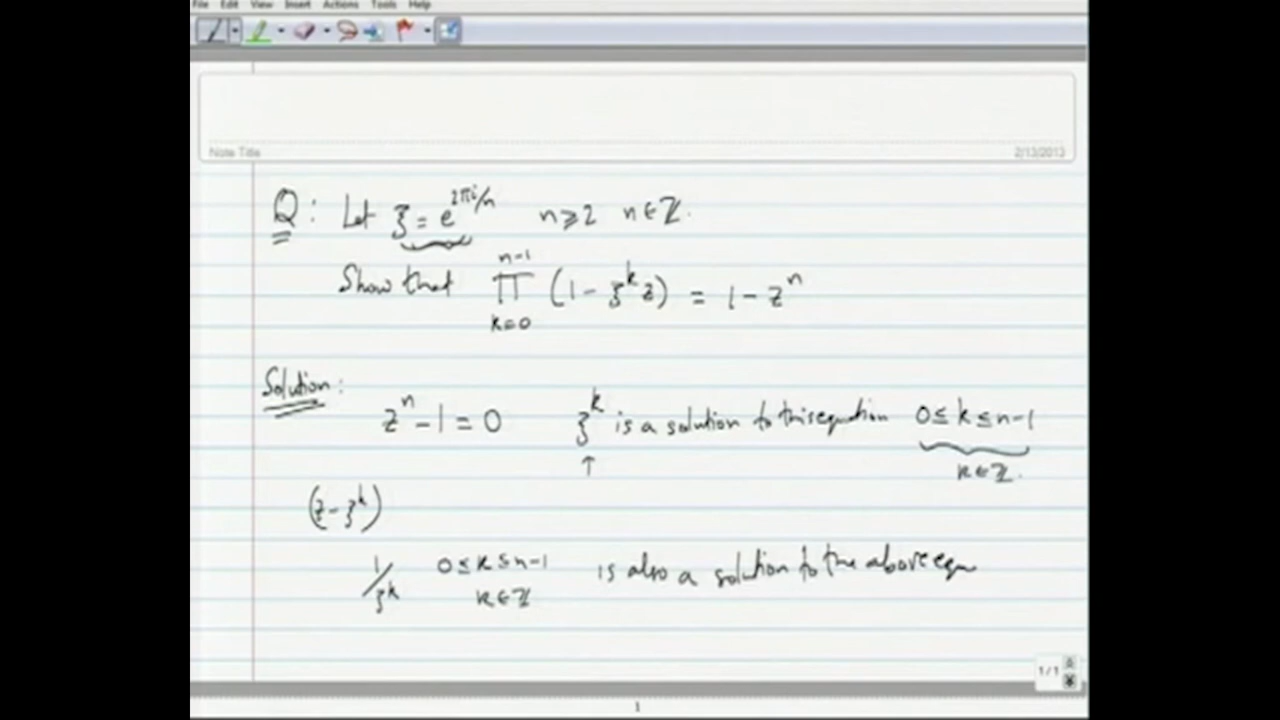 File Edit View Insert Actions Tools Help
Note Title
2/13/2013
Q: Let ξ = e^{2πi/n} n ≥ 2 n ∈ ℤ.
Show that ∏_{k=0}^{n-1} (1 - ξ^k z) = 1 - z^n
Solution:
z^n - 1 = 0 ξ^k is a solution to this equation 0 ≤ k ≤ n-1
↑ k ∈ ℤ.
(z - ξ^k)
1/ξ^k 0 ≤ k ≤ n-1 is also a solution to the above eqn
k ∈ ℤ
1/1
1